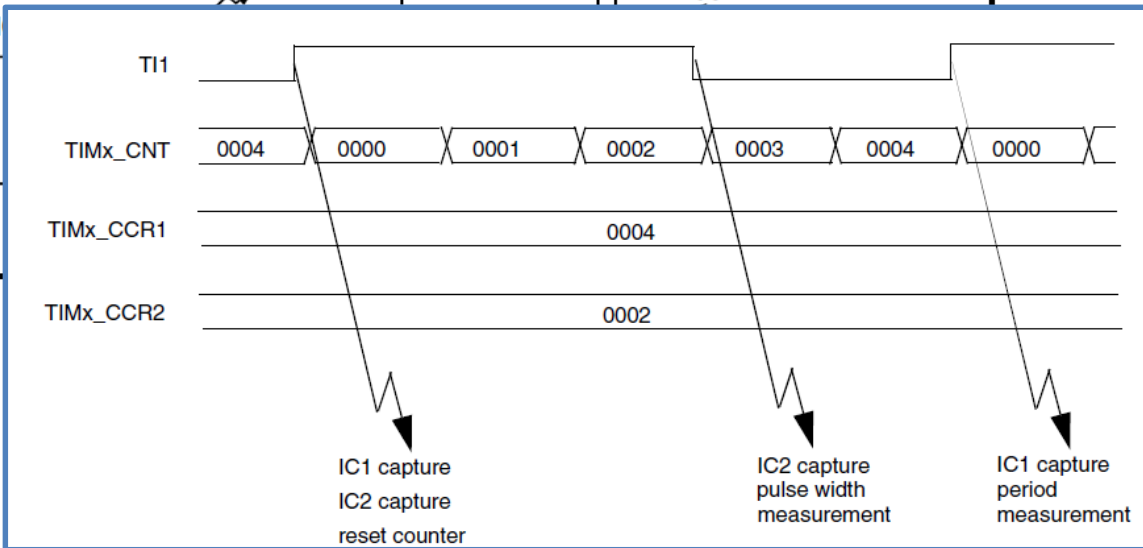 TI1
TIMx_CNT 0004 0000 0001 0002 0003 0004 0000
TIMx_CCR1 0004
TIMx_CCR2 0002
IC1 capture
IC2 capture
reset counter
IC2 capture
pulse width
measurement
IC1 capture
period
measurement